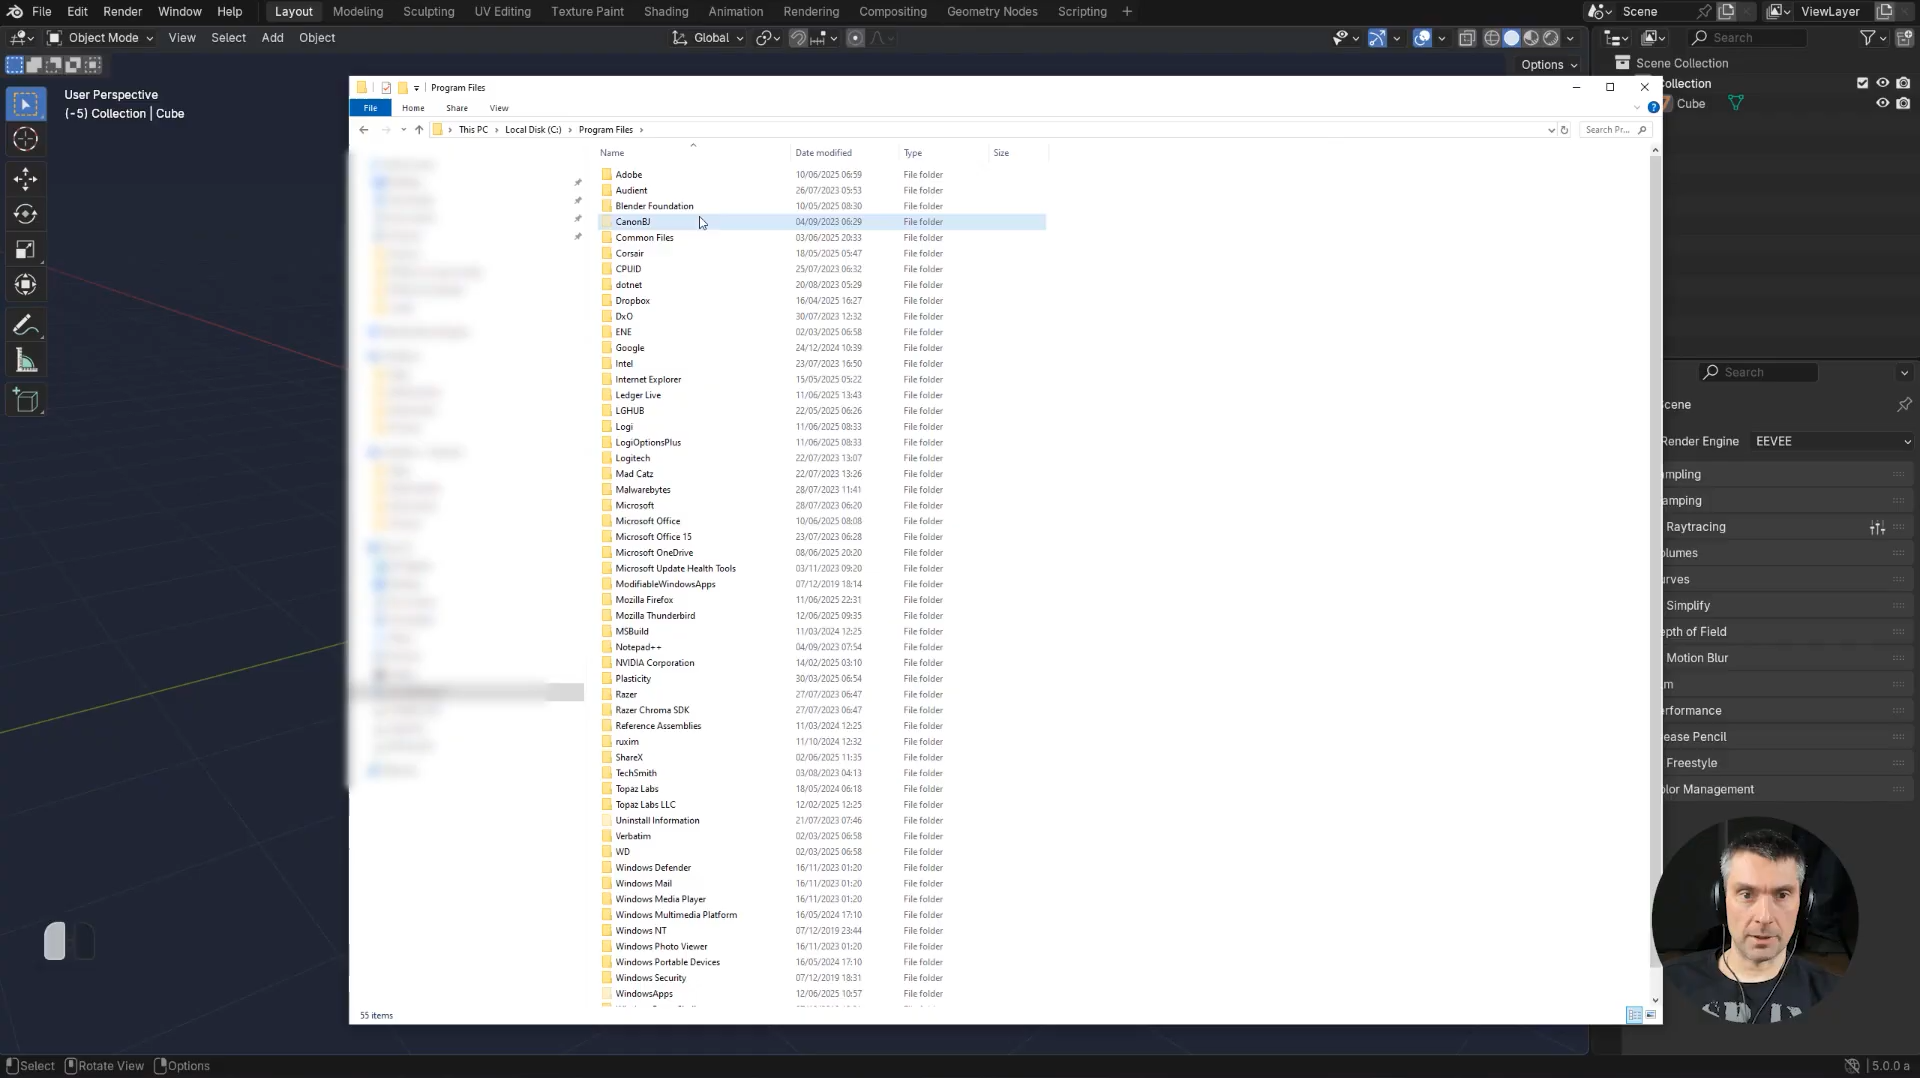 File Edit Render Window Help Layout Modeling Sculpting UV Editing Texture Paint Shading Animation Rendering Compositing Geometry Nodes Scripting + Scene ViewLayer
Object Mode View Select Add Object Global Search
Options
Scene Collection
ollection
Cube
User Perspective
(-5) Collection | Cube
Program Files
File Home Share View
This PC Local Disk (C:) Program Files Search Pr...
Name Date modified Type Size
Adobe 10/06/2025 06:59 File folder
Audient 26/07/2023 05:53 File folder
Blender Foundation 10/05/2025 08:30 File folder
CanonBJ 04/09/2023 06:29 File folder
Common Files 03/06/2025 20:33 File folder
Corsair 18/05/2025 05:47 File folder
CPUID 25/07/2023 06:32 File folder
dotnet 20/08/2023 05:29 File folder
Dropbox 16/04/2025 16:27 File folder
DxO 30/07/2023 12:32 File folder
ENE 02/03/2025 06:58 File folder
Google 24/12/2024 10:39 File folder
Intel 23/07/2023 16:50 File folder
Internet Explorer 15/05/2025 05:22 File folder
Ledger Live 11/06/2025 13:43 File folder
LGHUB 22/05/2025 06:26 File folder
Logi 11/06/2025 08:33 File folder
LogiOptionsPlus 11/06/2025 08:33 File folder
Logitech 22/07/2023 13:07 File folder
Mad Catz 22/07/2023 13:26 File folder
Malwarebytes 28/07/2023 11:41 File folder
Microsoft 28/07/2023 06:20 File folder
Microsoft Office 10/06/2025 08:08 File folder
Microsoft Office 15 23/07/2023 06:28 File folder
Microsoft OneDrive 08/06/2025 20:20 File folder
Microsoft Update Health Tools 03/11/2023 09:20 File folder
ModifiableWindowsApps 07/12/2019 18:14 File folder
Mozilla Firefox 11/06/2025 22:31 File folder
Mozilla Thunderbird 12/06/2025 09:35 File folder
MSBuild 11/03/2024 12:25 File folder
Notepad++ 04/09/2023 07:54 File folder
NVIDIA Corporation 14/02/2025 03:10 File folder
Plasticity 30/03/2025 06:54 File folder
Razer 27/07/2023 06:47 File folder
Razer Chroma SDK 27/07/2023 06:47 File folder
Reference Assemblies 11/03/2024 12:25 File folder
ruxim 11/10/2024 12:32 File folder
ShareX 02/06/2025 11:35 File folder
TechSmith 03/08/2023 04:13 File folder
Topaz Labs 18/05/2024 06:18 File folder
Topaz Labs LLC 12/02/2025 12:25 File folder
Uninstall Information 21/07/2023 07:46 File folder
Verbatim 02/03/2025 06:58 File folder
WD 02/03/2025 06:58 File folder
Windows Defender 16/11/2023 01:20 File folder
Windows Mail 16/11/2023 01:20 File folder
Windows Media Player 16/11/2023 01:20 File folder
Windows Multimedia Platform 16/05/2024 17:10 File folder
Windows NT 07/12/2019 23:44 File folder
Windows Photo Viewer 16/11/2023 01:20 File folder
Windows Portable Devices 16/05/2024 17:10 File folder
Windows Security 07/12/2019 18:31 File folder
WindowsApps 12/06/2025 10:57 File folder
55 items
Search
cene
ender Engine EEVEE
mpling
amping
Raytracing
olumes
urves
Simplify
epth of Field
Motion Blur
m
erformance
ease Pencil
Freestyle
olor Management
Select Rotate View Options 5.0.0 a